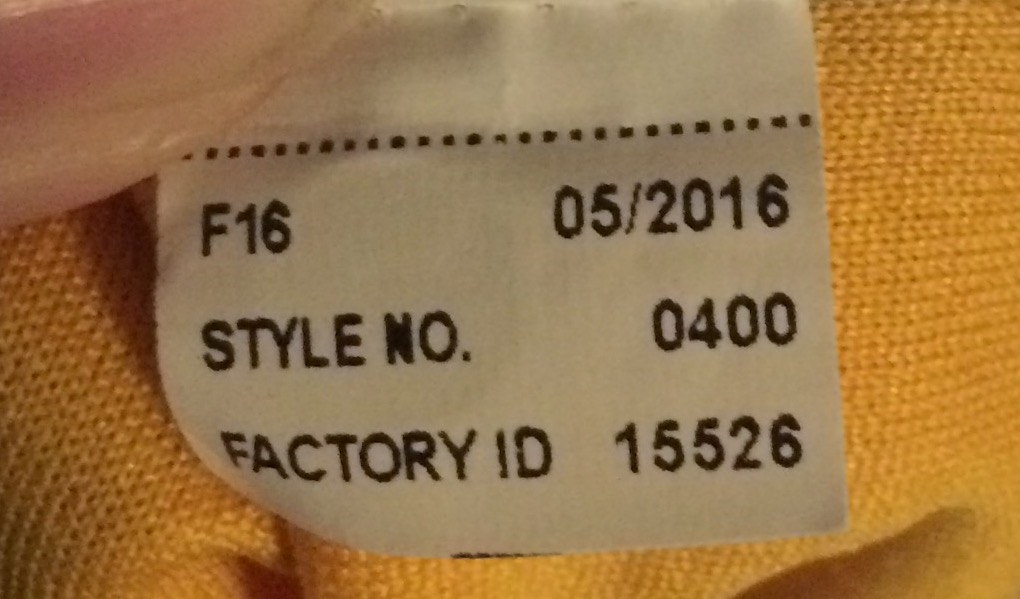 F16 05/2016
STYLE NO. 0400
FACTORY ID 15526